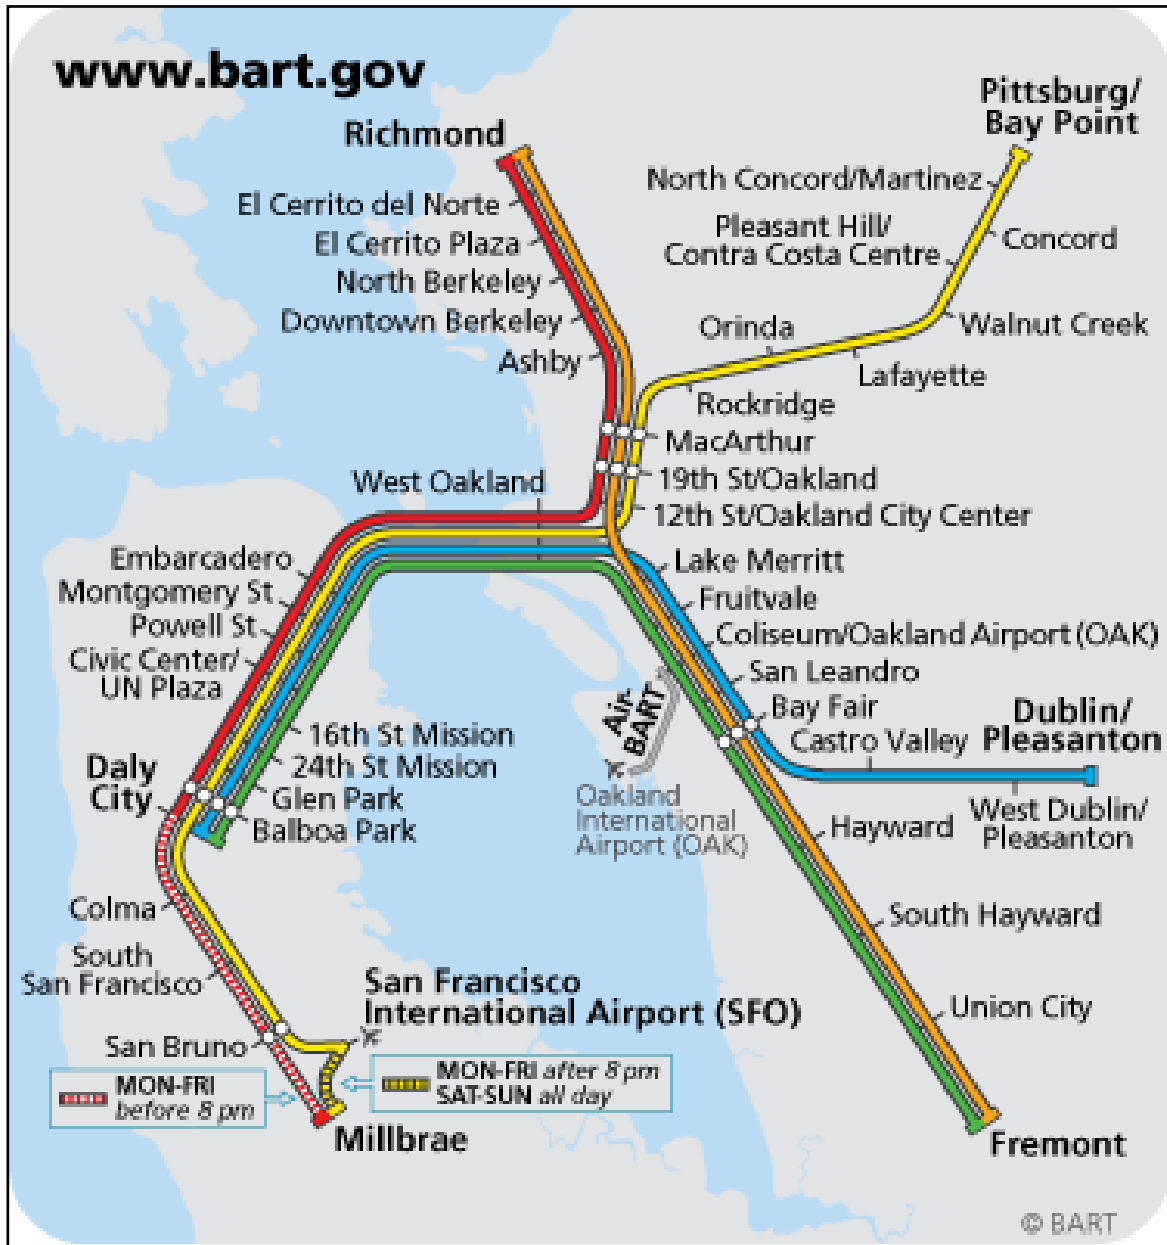 www.bart.gov
Pittsburg/
Bay Point
Richmond
North Concord/Martinez
El Cerrito del Norte
Pleasant Hill/
Contra Costa Centre
Concord
El Cerrito Plaza
North Berkeley
Downtown Berkeley
Orinda
Walnut Creek
Ashby
Lafayette
Rockridge
MacArthur
West Oakland
19th St/Oakland
12th St/Oakland City Center
Embarcadero
Lake Merritt
Montgomery St
Fruitvale
Powell St
Coliseum/Oakland Airport (OAK)
Civic Center/
UN Plaza
San Leandro
Air-
BART
Bay Fair
Dublin/
Pleasanton
16th St Mission
Castro Valley
24th St Mission
Daly
City
Glen Park
Oakland
International
Airport (OAK)
West Dublin/
Pleasanton
Balboa Park
Hayward
Colma
South Hayward
South
San Francisco
San Francisco
International Airport (SFO)
Union City
San Bruno
MON-FRI
before 8 pm
MON-FRI after 8 pm
SAT-SUN all day
Millbrae
Fremont
© BART